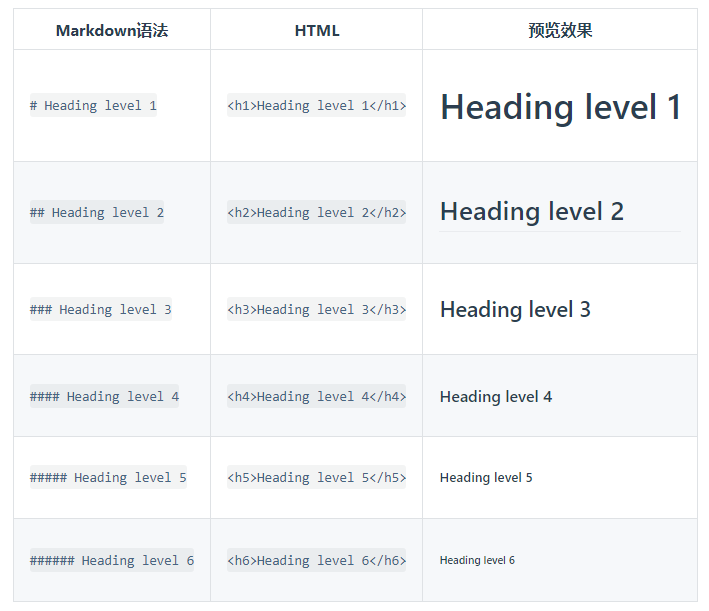 Markdown语法 HTML 预览效果
# Heading level 1 <h1>Heading level 1</h1> Heading level 1
## Heading level 2 <h2>Heading level 2</h2> Heading level 2
### Heading level 3 <h3>Heading level 3</h3> Heading level 3
#### Heading level 4 <h4>Heading level 4</h4> Heading level 4
##### Heading level 5 <h5>Heading level 5</h5> Heading level 5
###### Heading level 6 <h6>Heading level 6</h6> Heading level 6